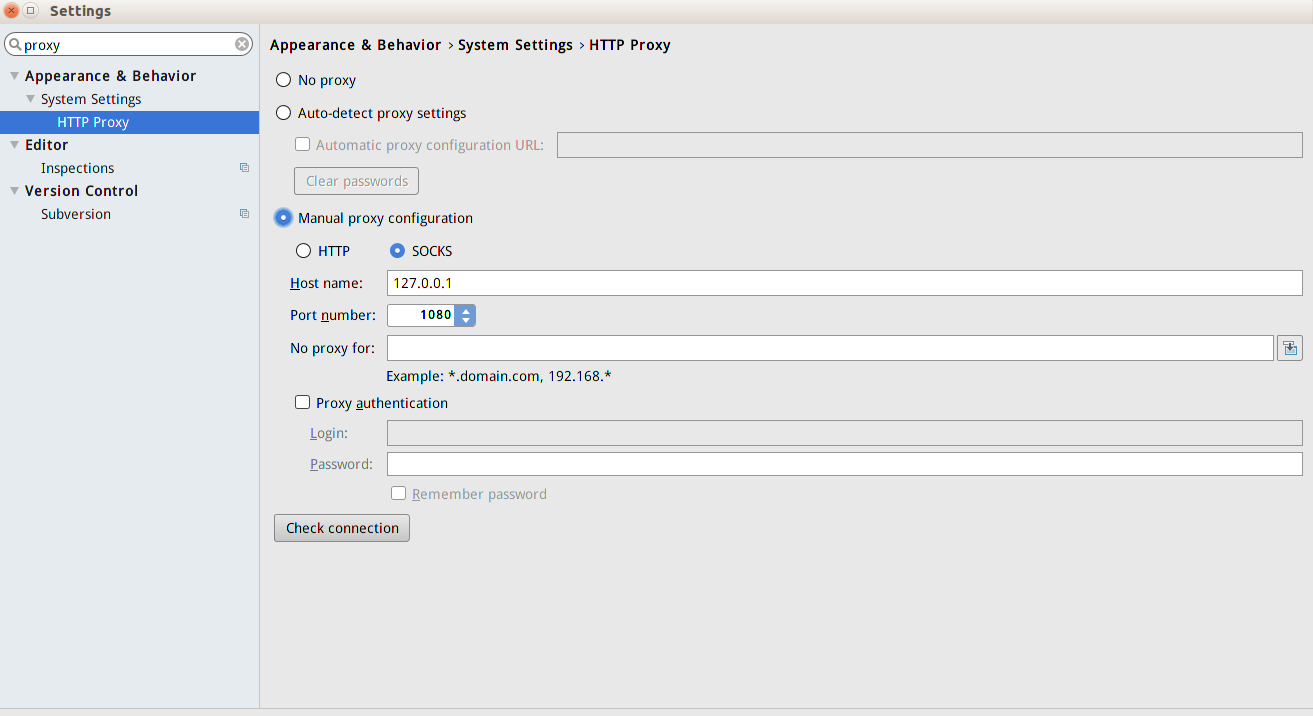 Settings
proxy
Appearance & Behavior
System Settings
HTTP Proxy
Editor
Inspections
Version Control
Subversion
Appearance & Behavior › System Settings › HTTP Proxy
No proxy
Auto-detect proxy settings
Automatic proxy configuration URL:
Clear passwords
Manual proxy configuration
HTTP SOCKS
Host name: 127.0.0.1
Port number: 1080
No proxy for:
Example: *.domain.com, 192.168.*
Proxy authentication
Login:
Password:
Remember password
Check connection